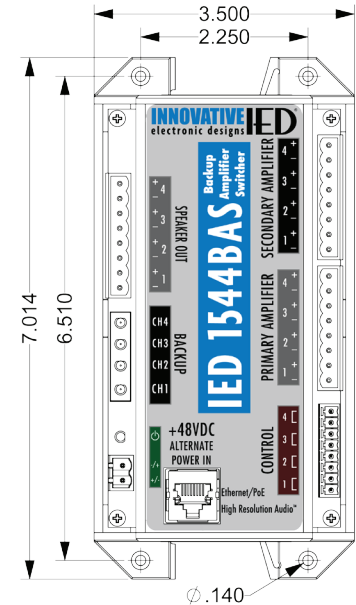 3.500
2.250
7.014
6.510
INNOVATIVE
electronic designs
IED
IED 1544BAS
Backup
Amplifier
Switcher
SPEAKER OUT
+ 4 -
+ 3 -
+ 2 -
+ 1 -
SECONDARY AMPLIFIER
4 + -
3 + -
2 + -
1 + -
PRIMARY AMPLIFIER
4 + -
3 + -
2 + -
1 + -
BACKUP
CH4
CH3
CH2
CH1
CONTROL
4
3
2
1
+48VDC
ALTERNATE
POWER IN
-/+
+/-
Ethernet/PoE
High Resolution Audio™
∅ .140